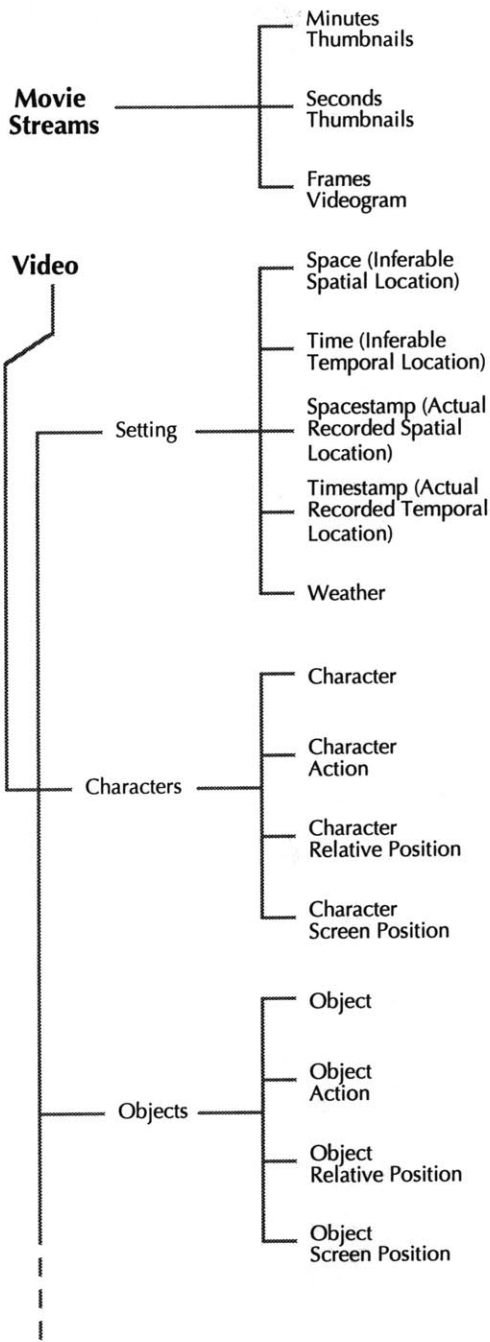 Minutes
Thumbnails
Movie
Streams
Seconds
Thumbnails
Frames
Videogram
Video
Space (Inferable
Spatial Location)
Time (Inferable
Temporal Location)
Setting
Spacestamp (Actual
Recorded Spatial
Location)
Timestamp (Actual
Recorded Temporal
Location)
Weather
Character
Character
Action
Characters
Character
Relative Position
Character
Screen Position
Object
Object
Action
Objects
Object
Relative Position
Object
Screen Position